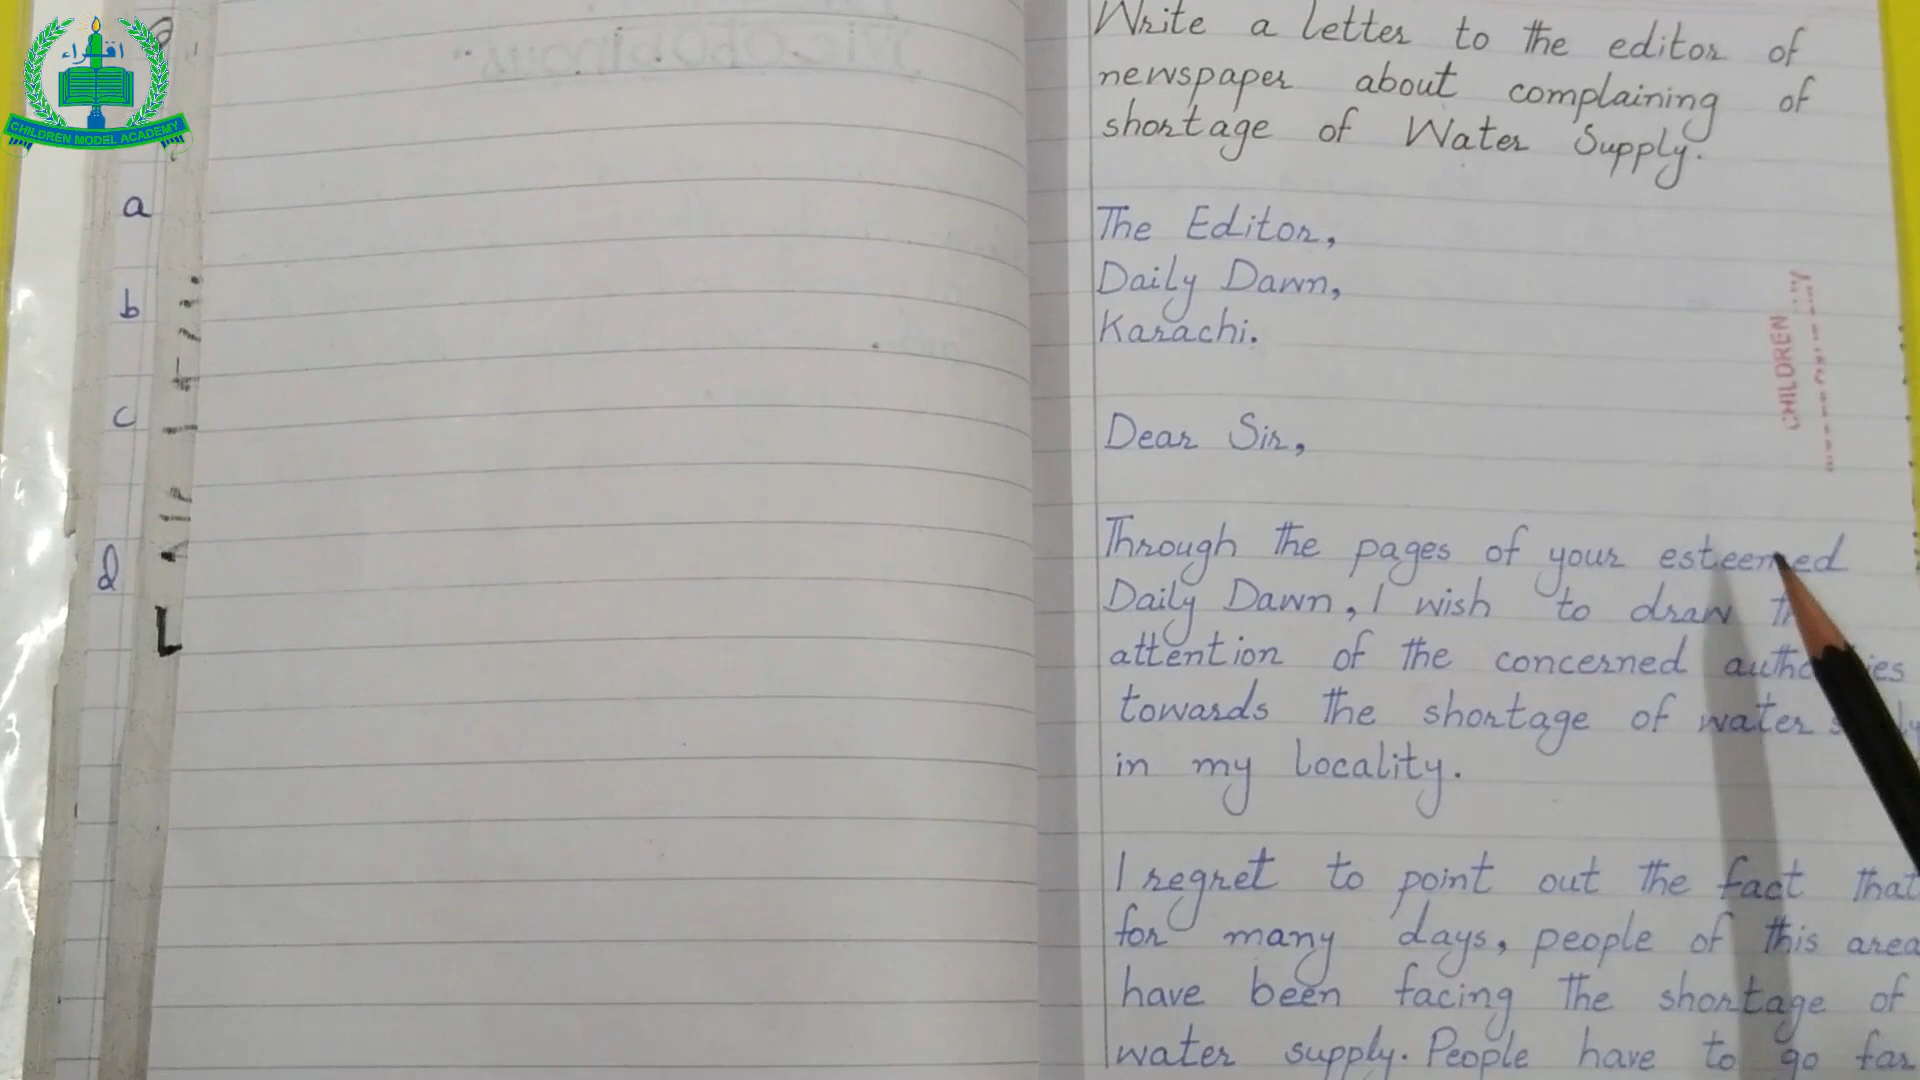 اقراء
CHILDREN MODEL ACADEMY
a
b
c
d
Write a letter to the editor of
newspaper about complaining of
shortage of Water Supply.
The Editor,
Daily Dawn,
Karachi.
Dear Sir,
Through the pages of your esteemed
Daily Dawn, I wish to draw
attention of the concerned
towards the shortage of water
in my locality.
I regret to point out the fact that
for many days, people of this area
have been facing the shortage of
water supply. People have to go far
CHILDREN